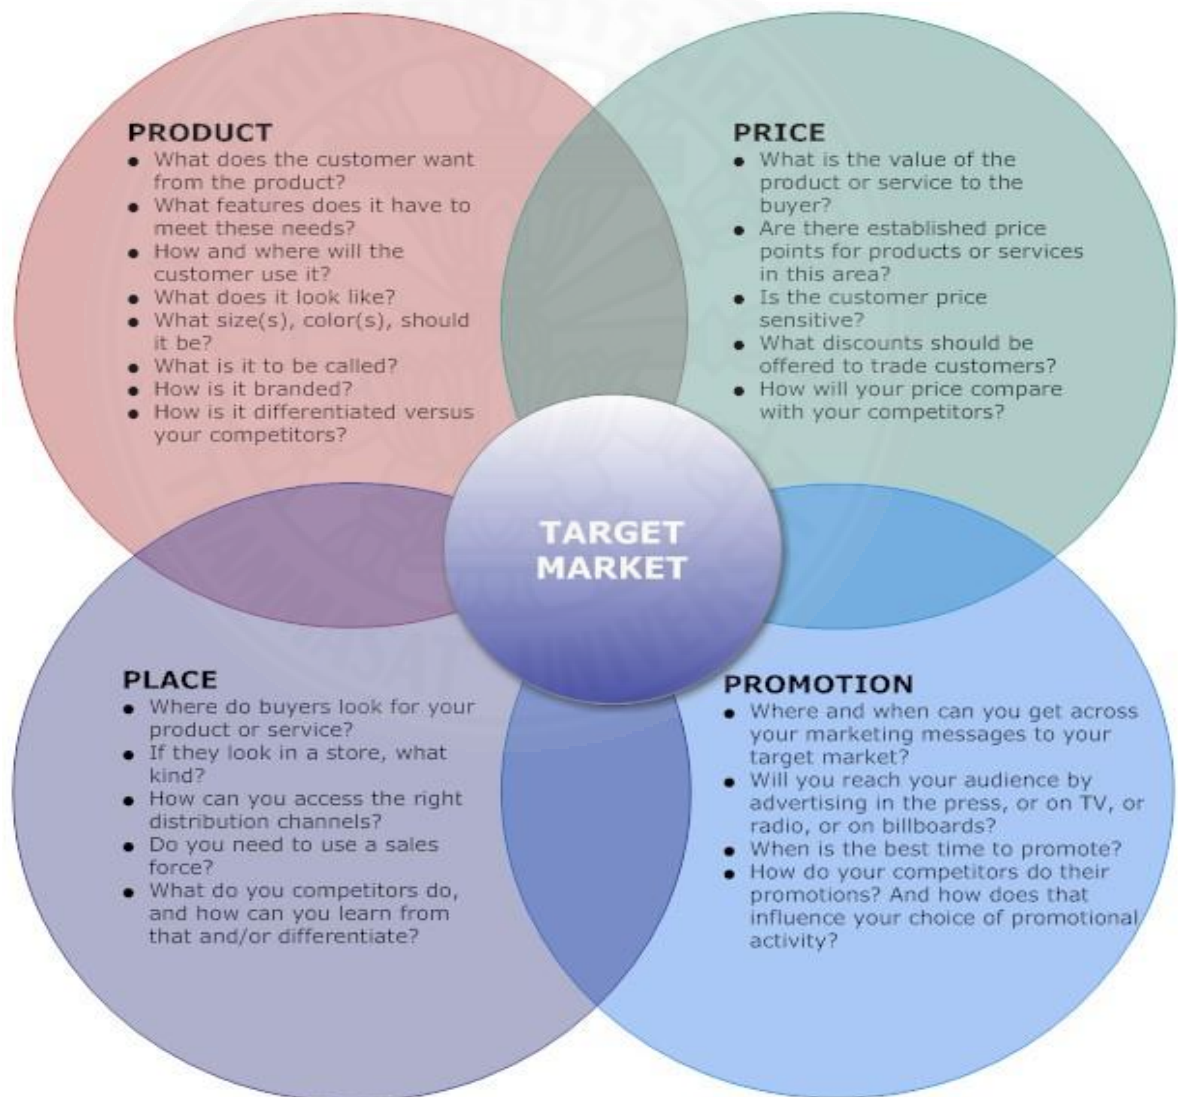 PRODUCT
● What does the customer want
from the product?
● What features does it have to
meet these needs?
● How and where will the
customer use it?
● What does it look like?
● What size(s), color(s), should
it be?
● What is it to be called?
● How is it branded?
● How is it differentiated versus
your competitors?
PRICE
● What is the value of the
product or service to the
buyer?
● Are there established price
points for products or services
in this area?
● Is the customer price
sensitive?
● What discounts should be
offered to trade customers?
● How will your price compare
with your competitors?
TARGET
MARKET
PLACE
● Where do buyers look for your
product or service?
● If they look in a store, what
kind?
● How can you access the right
distribution channels?
● Do you need to use a sales
force?
● What do you competitors do,
and how can you learn from
that and/or differentiate?
PROMOTION
● Where and when can you get across
your marketing messages to your
target market?
● Will you reach your audience by
advertising in the press, or on TV, or
radio, or on billboards?
● When is the best time to promote?
● How do your competitors do their
promotions? And how does that
influence your choice of promotional
activity?